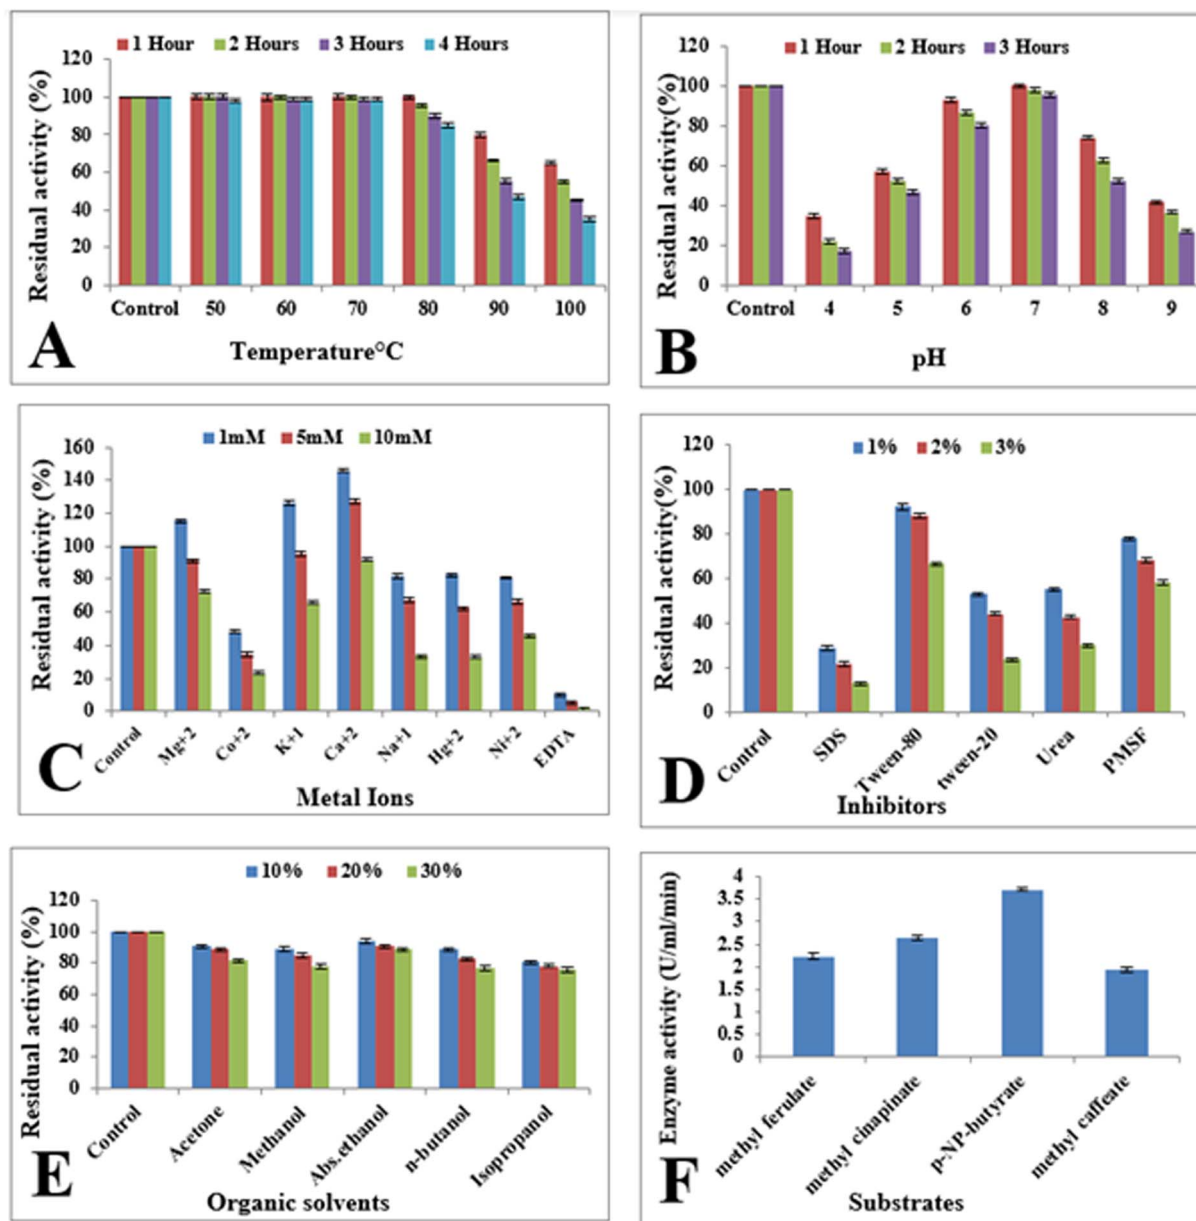 1 Hour 2 Hours 3 Hours 4 Hours
Residual activity (%)
120
100
80
60
40
20
0
Control 50 60 70 80 90 100
Temperature°C
A
1 Hour 2 Hours 3 Hours
Residual activity(%)
120
100
80
60
40
20
0
Control 4 5 6 7 8 9
pH
B
1mM 5mM 10mM
Residual activity (%)
160
140
120
100
80
60
40
20
0
Control Mg+2 Co+2 K+1 Ca+2 Na+1 Hg+2 Ni+2 EDTA
Metal Ions
C
1% 2% 3%
Residual activity(%)
120
100
80
60
40
20
0
Control SDS Tween-80 tween-20 Urea PMSF
Inhibitors
D
10% 20% 30%
Residual activity (%)
120
100
80
60
40
20
0
Control Acetone Methanol Abs.ethanol n-butanol Isopropanol
Organic solvents
E
Enzyme activity (U/ml/min)
4
3.5
3
2.5
2
1.5
1
0.5
0
methyl ferulate methyl cinapinate p-NP-butyrate methyl caffeate
Substrates
F